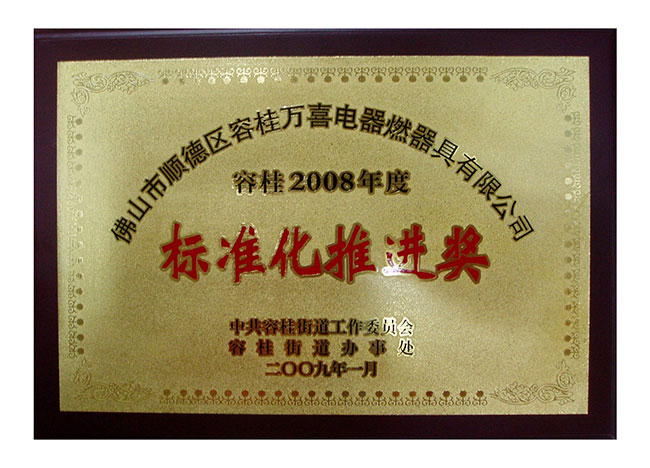 佛山市顺德区容桂万喜电器燃器具有限公司
容桂2008年度
标准化推进奖
中共容桂街道工作委员会
容桂街道办事处
二〇〇九年一月